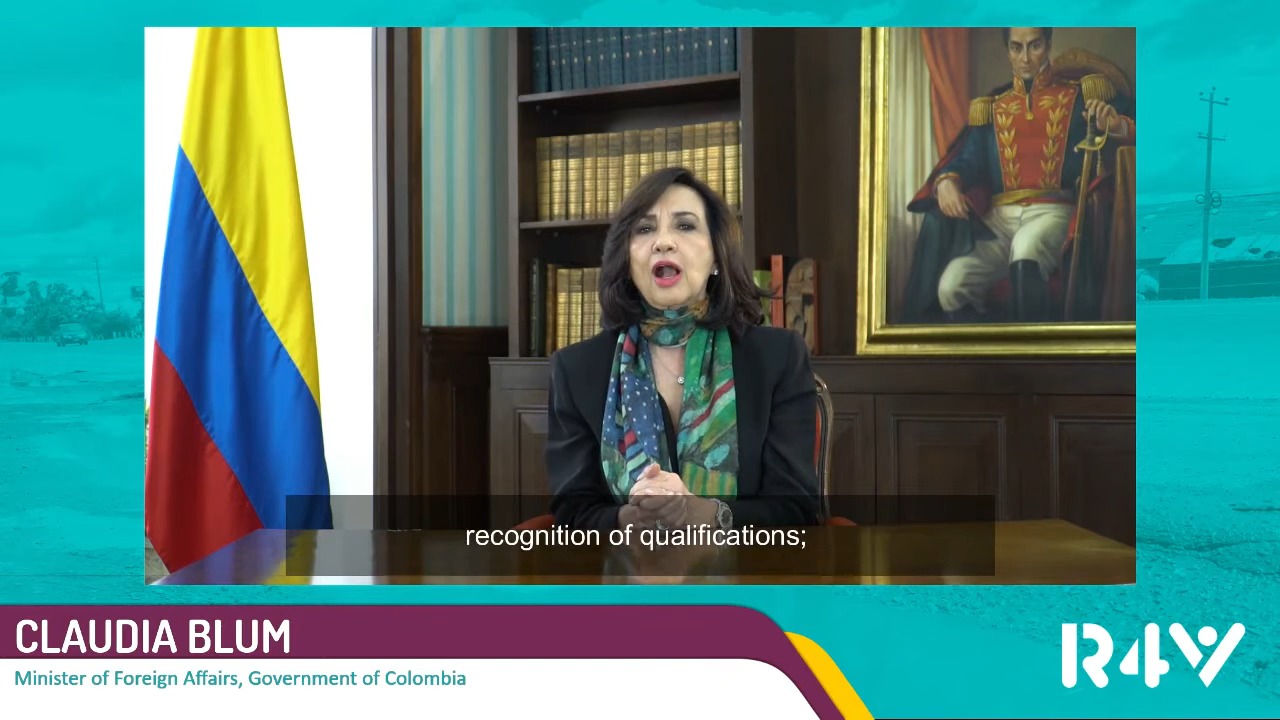 recognition of qualifications;
CLAUDIA BLUM
Minister of Foreign Affairs, Government of Colombia
R4V